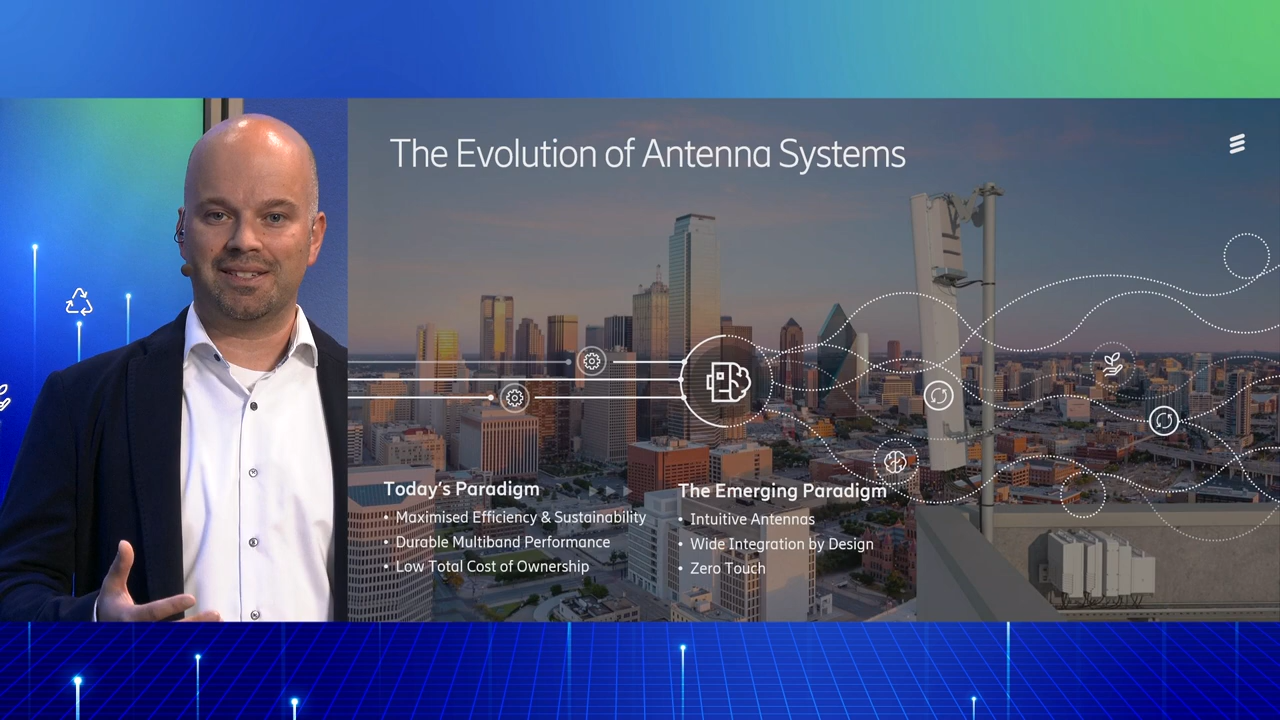 The Evolution of Antenna Systems
Today's Paradigm
• Maximised Efficiency & Sustainability
• Durable Multiband Performance
• Low Total Cost of Ownership
The Emerging Paradigm
• Intuitive Antennas
• Wide Integration by Design
• Zero Touch